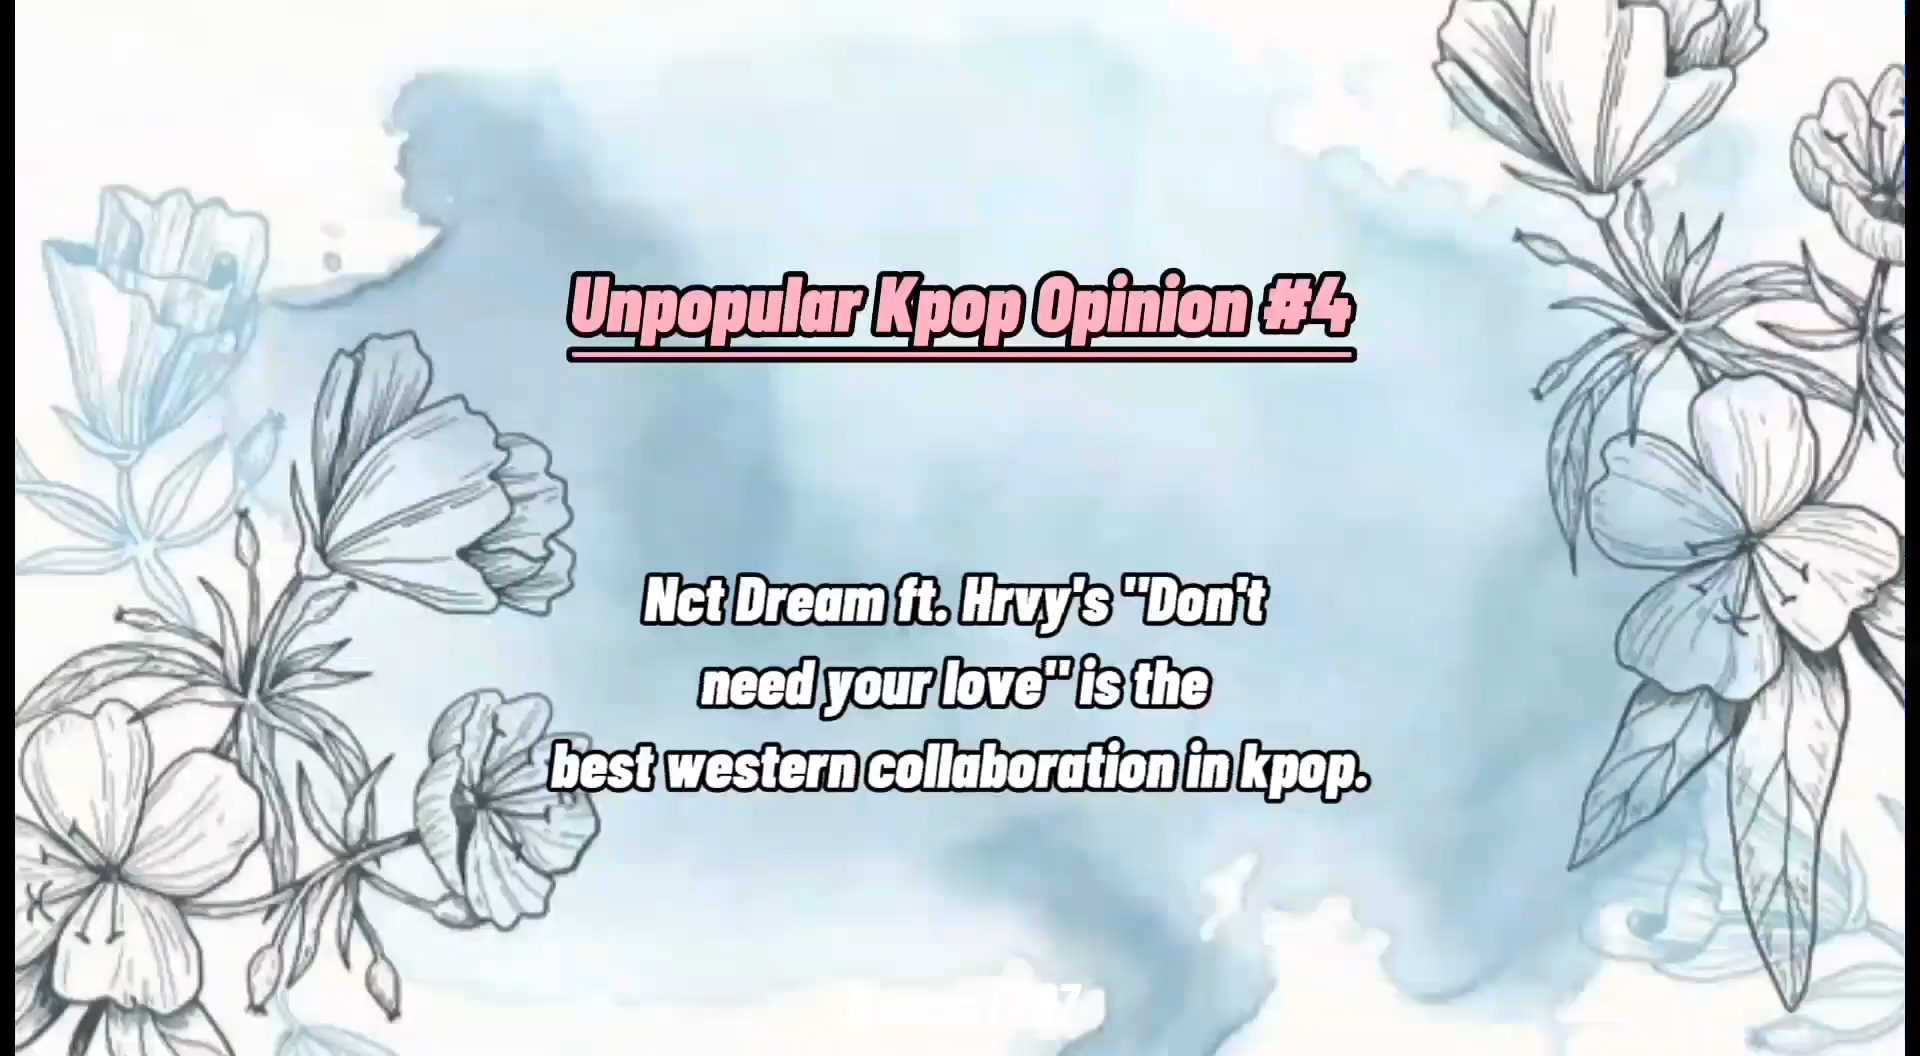 Unpopular Kpop Opinion #4
Nct Dream ft. Hrvy's "Don't
need your love" is the
best western collaboration in kpop.